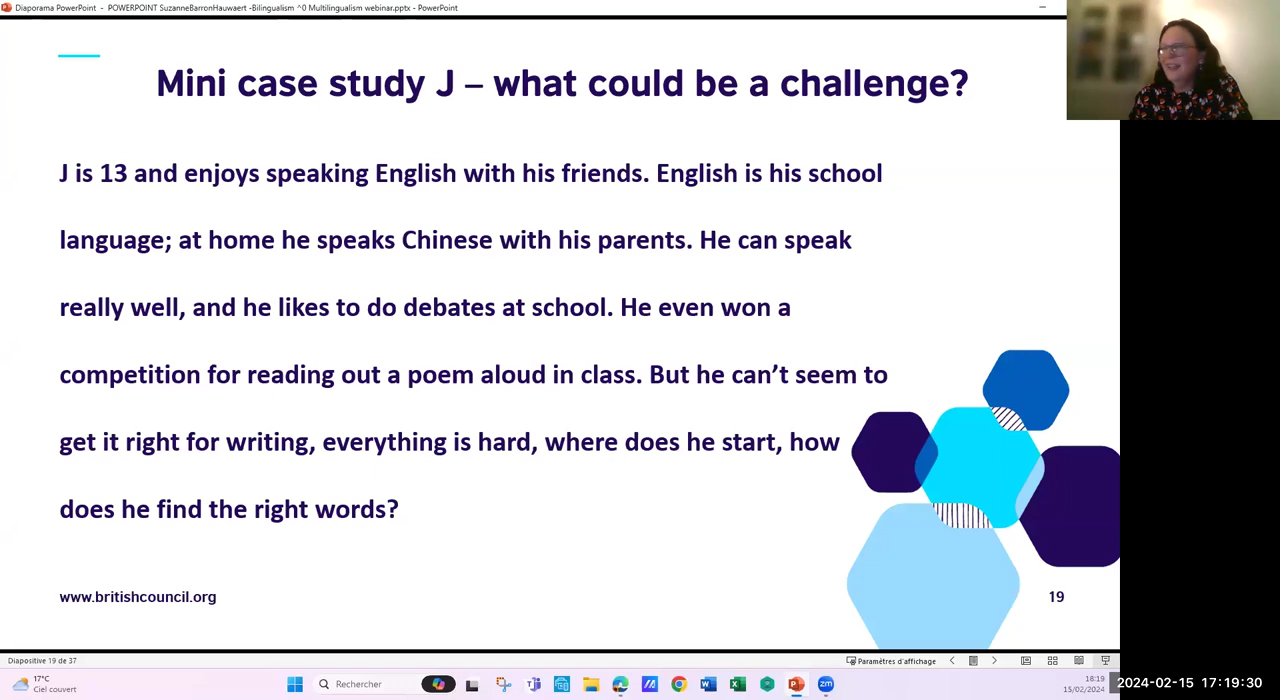 Diaporama PowerPoint - POWERPOINT SuzanneBarronHauwaert -Bilingualism ^0 Multilingualism webinar.pptx - PowerPoint
Mini case study J – what could be a challenge?
J is 13 and enjoys speaking English with his friends. English is his school
language; at home he speaks Chinese with his parents. He can speak
really well, and he likes to do debates at school. He even won a
competition for reading out a poem aloud in class. But he can’t seem to
get it right for writing, everything is hard, where does he start, how
does he find the right words?
www.britishcouncil.org
19
Diapositive 19 de 37
Paramètres d'affichage
17°C
Ciel couvert
Rechercher
zm
18:19
15/02/2024
2024-02-15 17:19:30